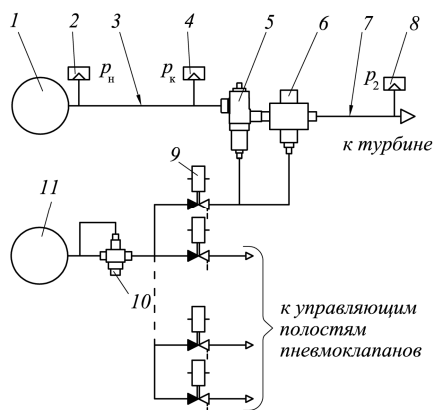 1 2 3 4 5 6 7 8
pн pк p2
к турбине
9
11
10
к управляющим
полостям
пневмоклапанов